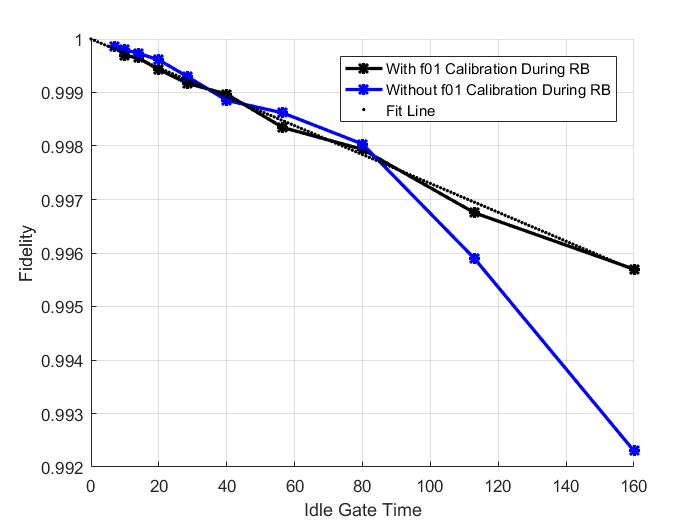 1
0.999
0.998
0.997
0.996
0.995
0.994
0.993
0.992
Fidelity
With f01 Calibration During RB
Without f01 Calibration During RB
Fit Line
0 20 40 60 80 100 120 140 160
Idle Gate Time